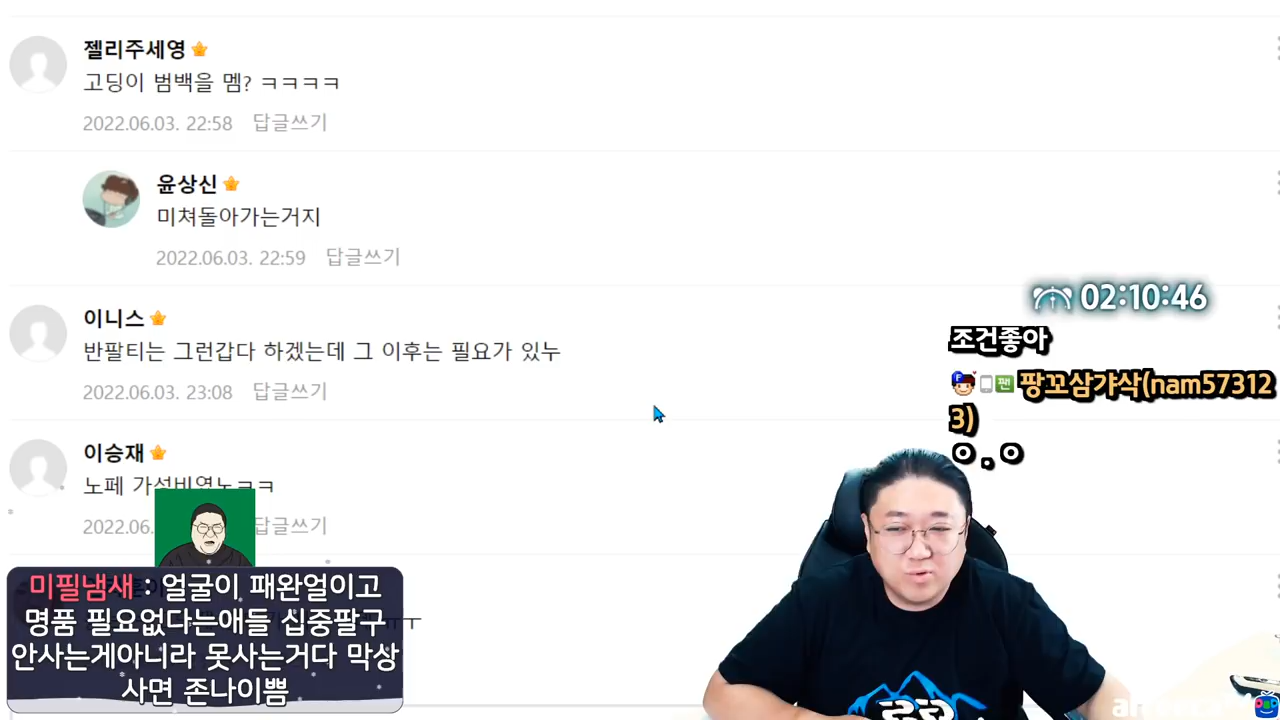 젤리주세영
고딩이 범백을 멤? ㅋㅋㅋㅋ
2022.06.03. 22:58 답글쓰기
윤상신
미쳐돌아가는거지
2022.06.03. 22:59 답글쓰기
이니스
반팔티는 그런갑다 하겠는데 그 이후는 필요가 있누
2022.06.03. 23:08 답글쓰기
이승재
노페 가성비였노ㅋㅋ
2022.06. 답글쓰기
02:10:46
조건좋아
팡꼬삼갸삭(nam57312
3)
ㅇ.ㅇ
미필냄새 : 얼굴이 패완얼이고
명품 필요없다는애들 십중팔구
안사는게아니라 못사는거다 막상
사면 존나이쁨